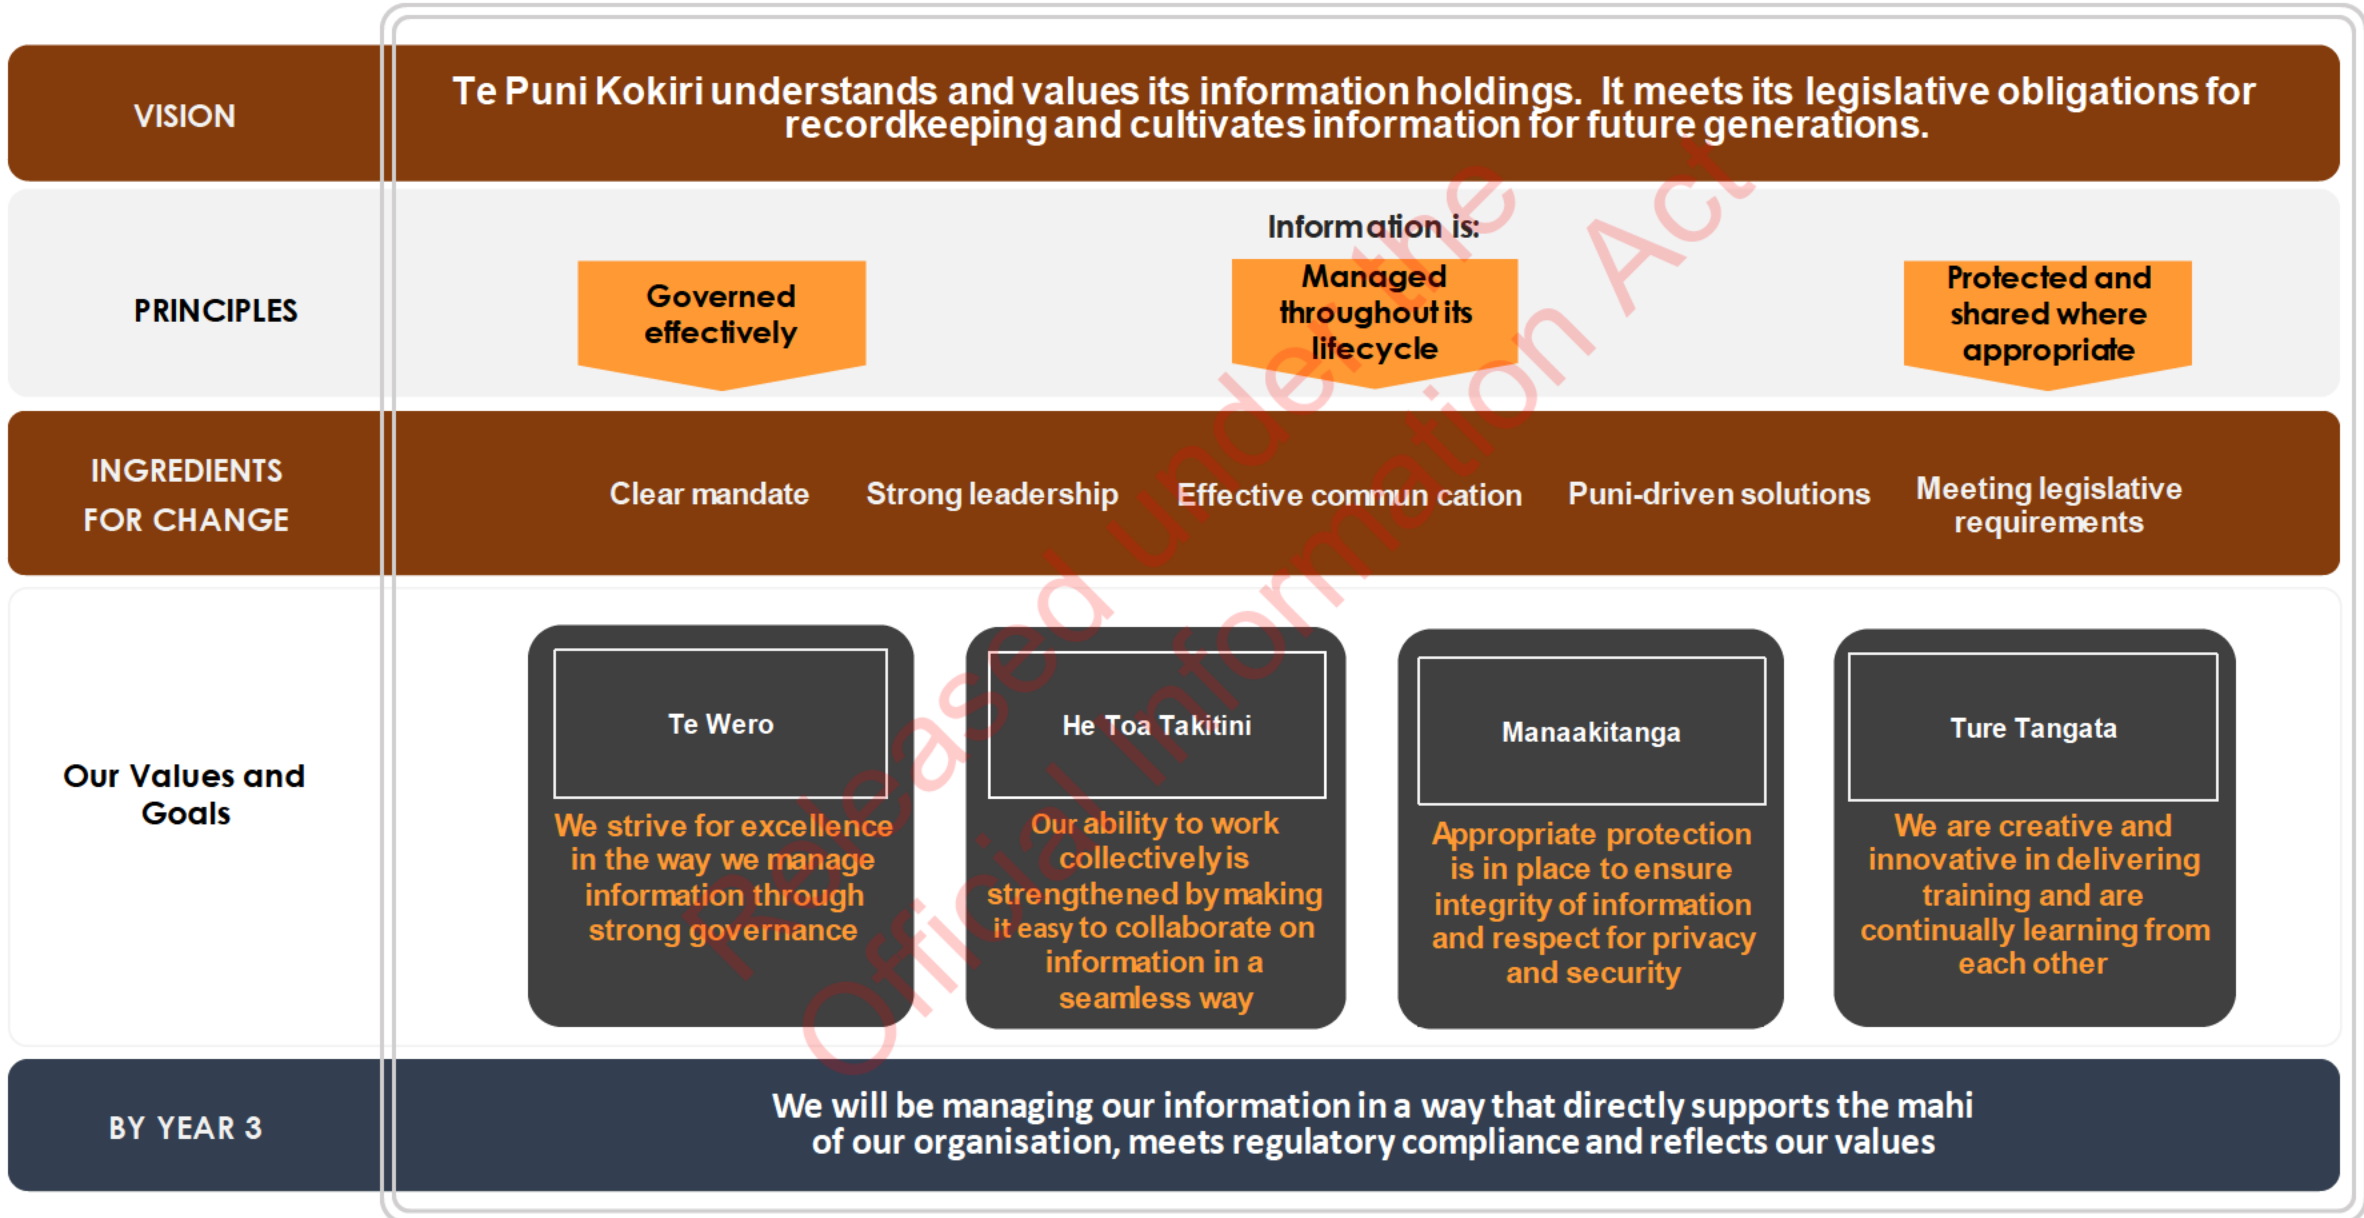 VISION
Te Puni Kokiri understands and values its information holdings. It meets its legislative obligations for
recordkeeping and cultivates information for future generations.
PRINCIPLES
Information is:
Governed
effectively
Managed
throughout its
lifecycle
Protected and
shared where
appropriate
INGREDIENTS
FOR CHANGE
Clear mandate
Strong leadership
Effective commun cation
Puni-driven solutions
Meeting legislative
requirements
Our Values and
Goals
Te Wero
We strive for excellence
in the way we manage
information through
strong governance
He Toa Takitini
Our ability to work
collectively is
strengthened by making
it easy to collaborate on
information in a
seamless way
Manaakitanga
Appropriate protection
is in place to ensure
integrity of information
and respect for privacy
and security
Ture Tangata
We are creative and
innovative in delivering
training and are
continually learning from
each other
BY YEAR 3
We will be managing our information in a way that directly supports the mahi
of our organisation, meets regulatory compliance and reflects our values
Released under the
Official Information Act